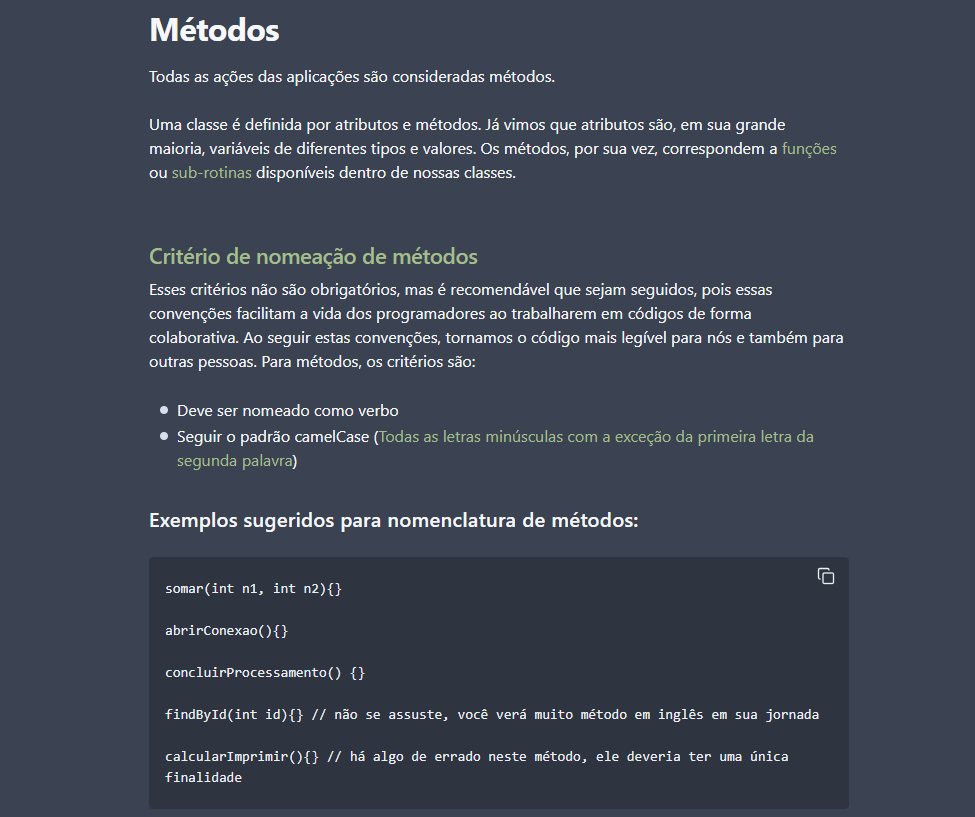 Métodos
Todas as ações das aplicações são consideradas métodos.
Uma classe é definida por atributos e métodos. Já vimos que atributos são, em sua grande
maioria, variáveis de diferentes tipos e valores. Os métodos, por sua vez, correspondem a funções
ou sub-rotinas disponíveis dentro de nossas classes.
Critério de nomeação de métodos
Esses critérios não são obrigatórios, mas é recomendável que sejam seguidos, pois essas
convenções facilitam a vida dos programadores ao trabalharem em códigos de forma
colaborativa. Ao seguir estas convenções, tornamos o código mais legível para nós e também para
outras pessoas. Para métodos, os critérios são:
Deve ser nomeado como verbo
Seguir o padrão camelCase (Todas as letras minúsculas com a exceção da primeira letra da
segunda palavra)
Exemplos sugeridos para nomenclatura de métodos:
somar(int n1, int n2){}
abrirConexao(){}
concluirProcessamento() {}
findById(int id){} // não se assuste, você verá muito método em inglês em sua jornada
calcularImprimir(){} // há algo de errado neste método, ele deveria ter uma única
finalidade